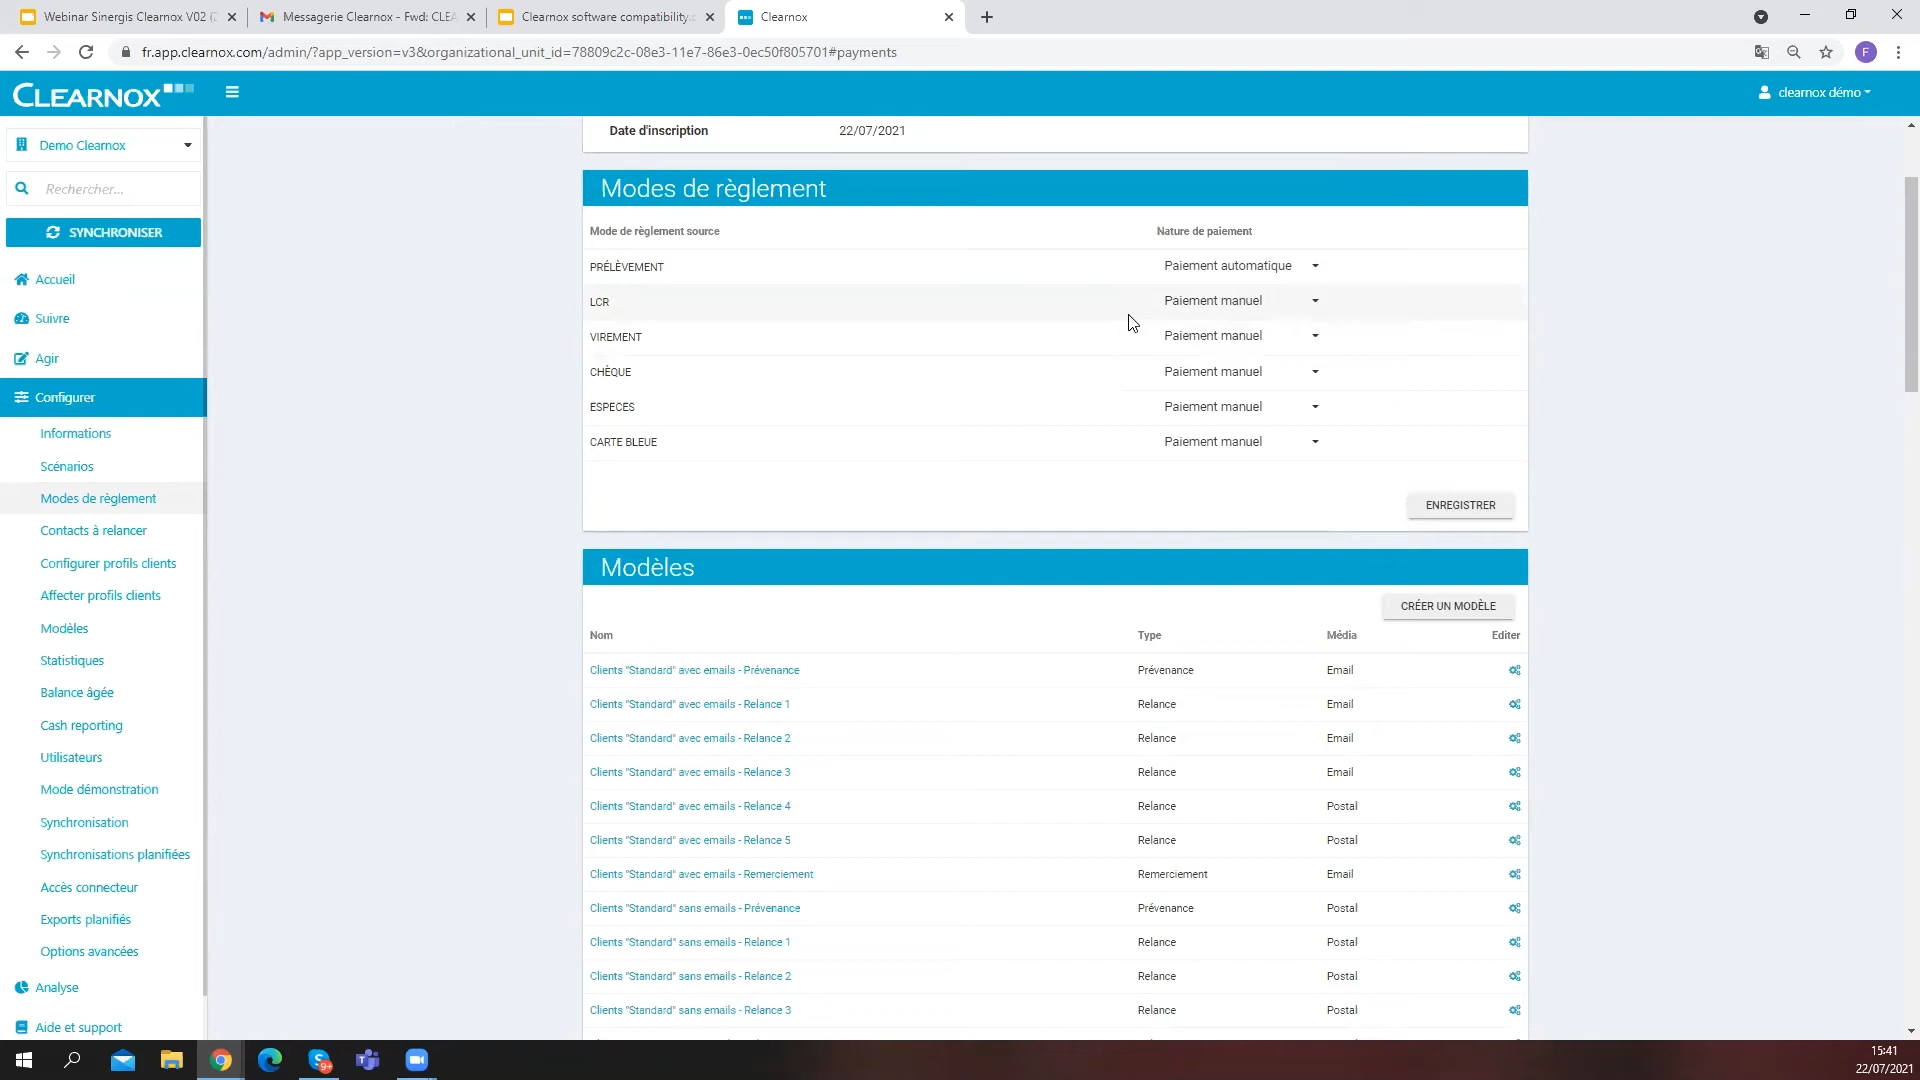 Webinar Sinergis Clearnox V02 (2
Messagerie Clearnox - Fwd: CLEA
Clearnox software compatibility.
Clearnox
fr.app.clearnox.com/admin/?app_version=v3&organizational_unit_id=78809c2c-08e3-11e7-86e3-0ec50f805701#payments
F
CLEARNOX
clearnox démo
Demo Clearnox
Rechercher...
SYNCHRONISER
Accueil
Suivre
Agir
Configurer
Informations
Scénarios
Modes de règlement
Contacts à relancer
Configurer profils clients
Affecter profils clients
Modèles
Statistiques
Balance âgée
Cash reporting
Utilisateurs
Mode démonstration
Synchronisation
Synchronisations planifiées
Accès connecteur
Exports planifiés
Options avancées
Analyse
Aide et support
Date d'inscription 22/07/2021
Modes de règlement
Mode de règlement source Nature de paiement
PRÉLÈVEMENT Paiement automatique
LCR Paiement manuel
VIREMENT Paiement manuel
CHÈQUE Paiement manuel
ESPECES Paiement manuel
CARTE BLEUE Paiement manuel
ENREGISTRER
Modèles
CRÉER UN MODÈLE
Nom Type Média Editer
Clients "Standard" avec emails - Prévenance Prévenance Email
Clients "Standard" avec emails - Relance 1 Relance Email
Clients "Standard" avec emails - Relance 2 Relance Email
Clients "Standard" avec emails - Relance 3 Relance Email
Clients "Standard" avec emails - Relance 4 Relance Postal
Clients "Standard" avec emails - Relance 5 Relance Postal
Clients "Standard" avec emails - Remerciement Remerciement Email
Clients "Standard" sans emails - Prévenance Prévenance Postal
Clients "Standard" sans emails - Relance 1 Relance Postal
Clients "Standard" sans emails - Relance 2 Relance Postal
Clients "Standard" sans emails - Relance 3 Relance Postal
9+
15:41
22/07/2021